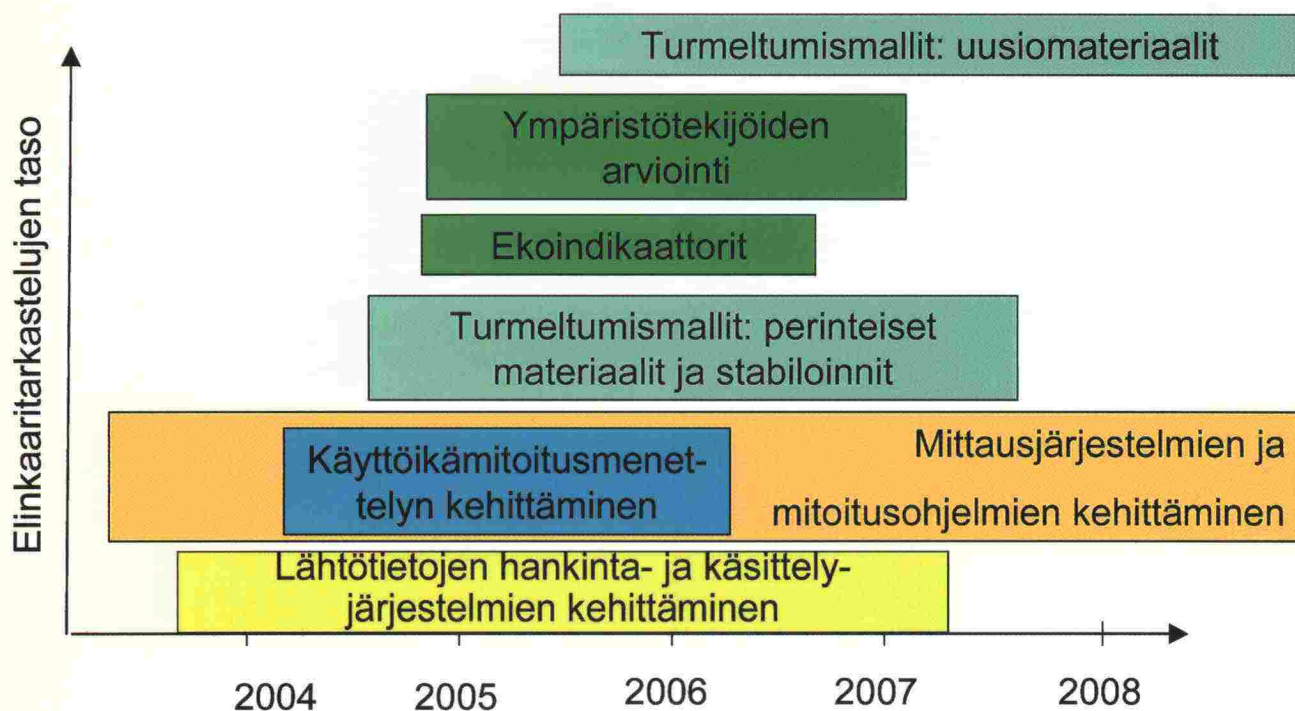 Turmeltumismallit: uusiomateriaalit
Ympäristötekijöiden
arviointi
Ekoindikaattorit
Turmeltumismallit: perinteiset
materiaalit ja stabiloinnit
Käyttöikämitoitusmenet-
telyn kehittäminen
Mittausjärjestelmien ja
mitoitusohjelmien kehittäminen
Lähtötietojen hankinta- ja käsittely-
järjestelmien kehittäminen
Elinkaaritarkastelujen taso
2004 2005 2006 2007 2008